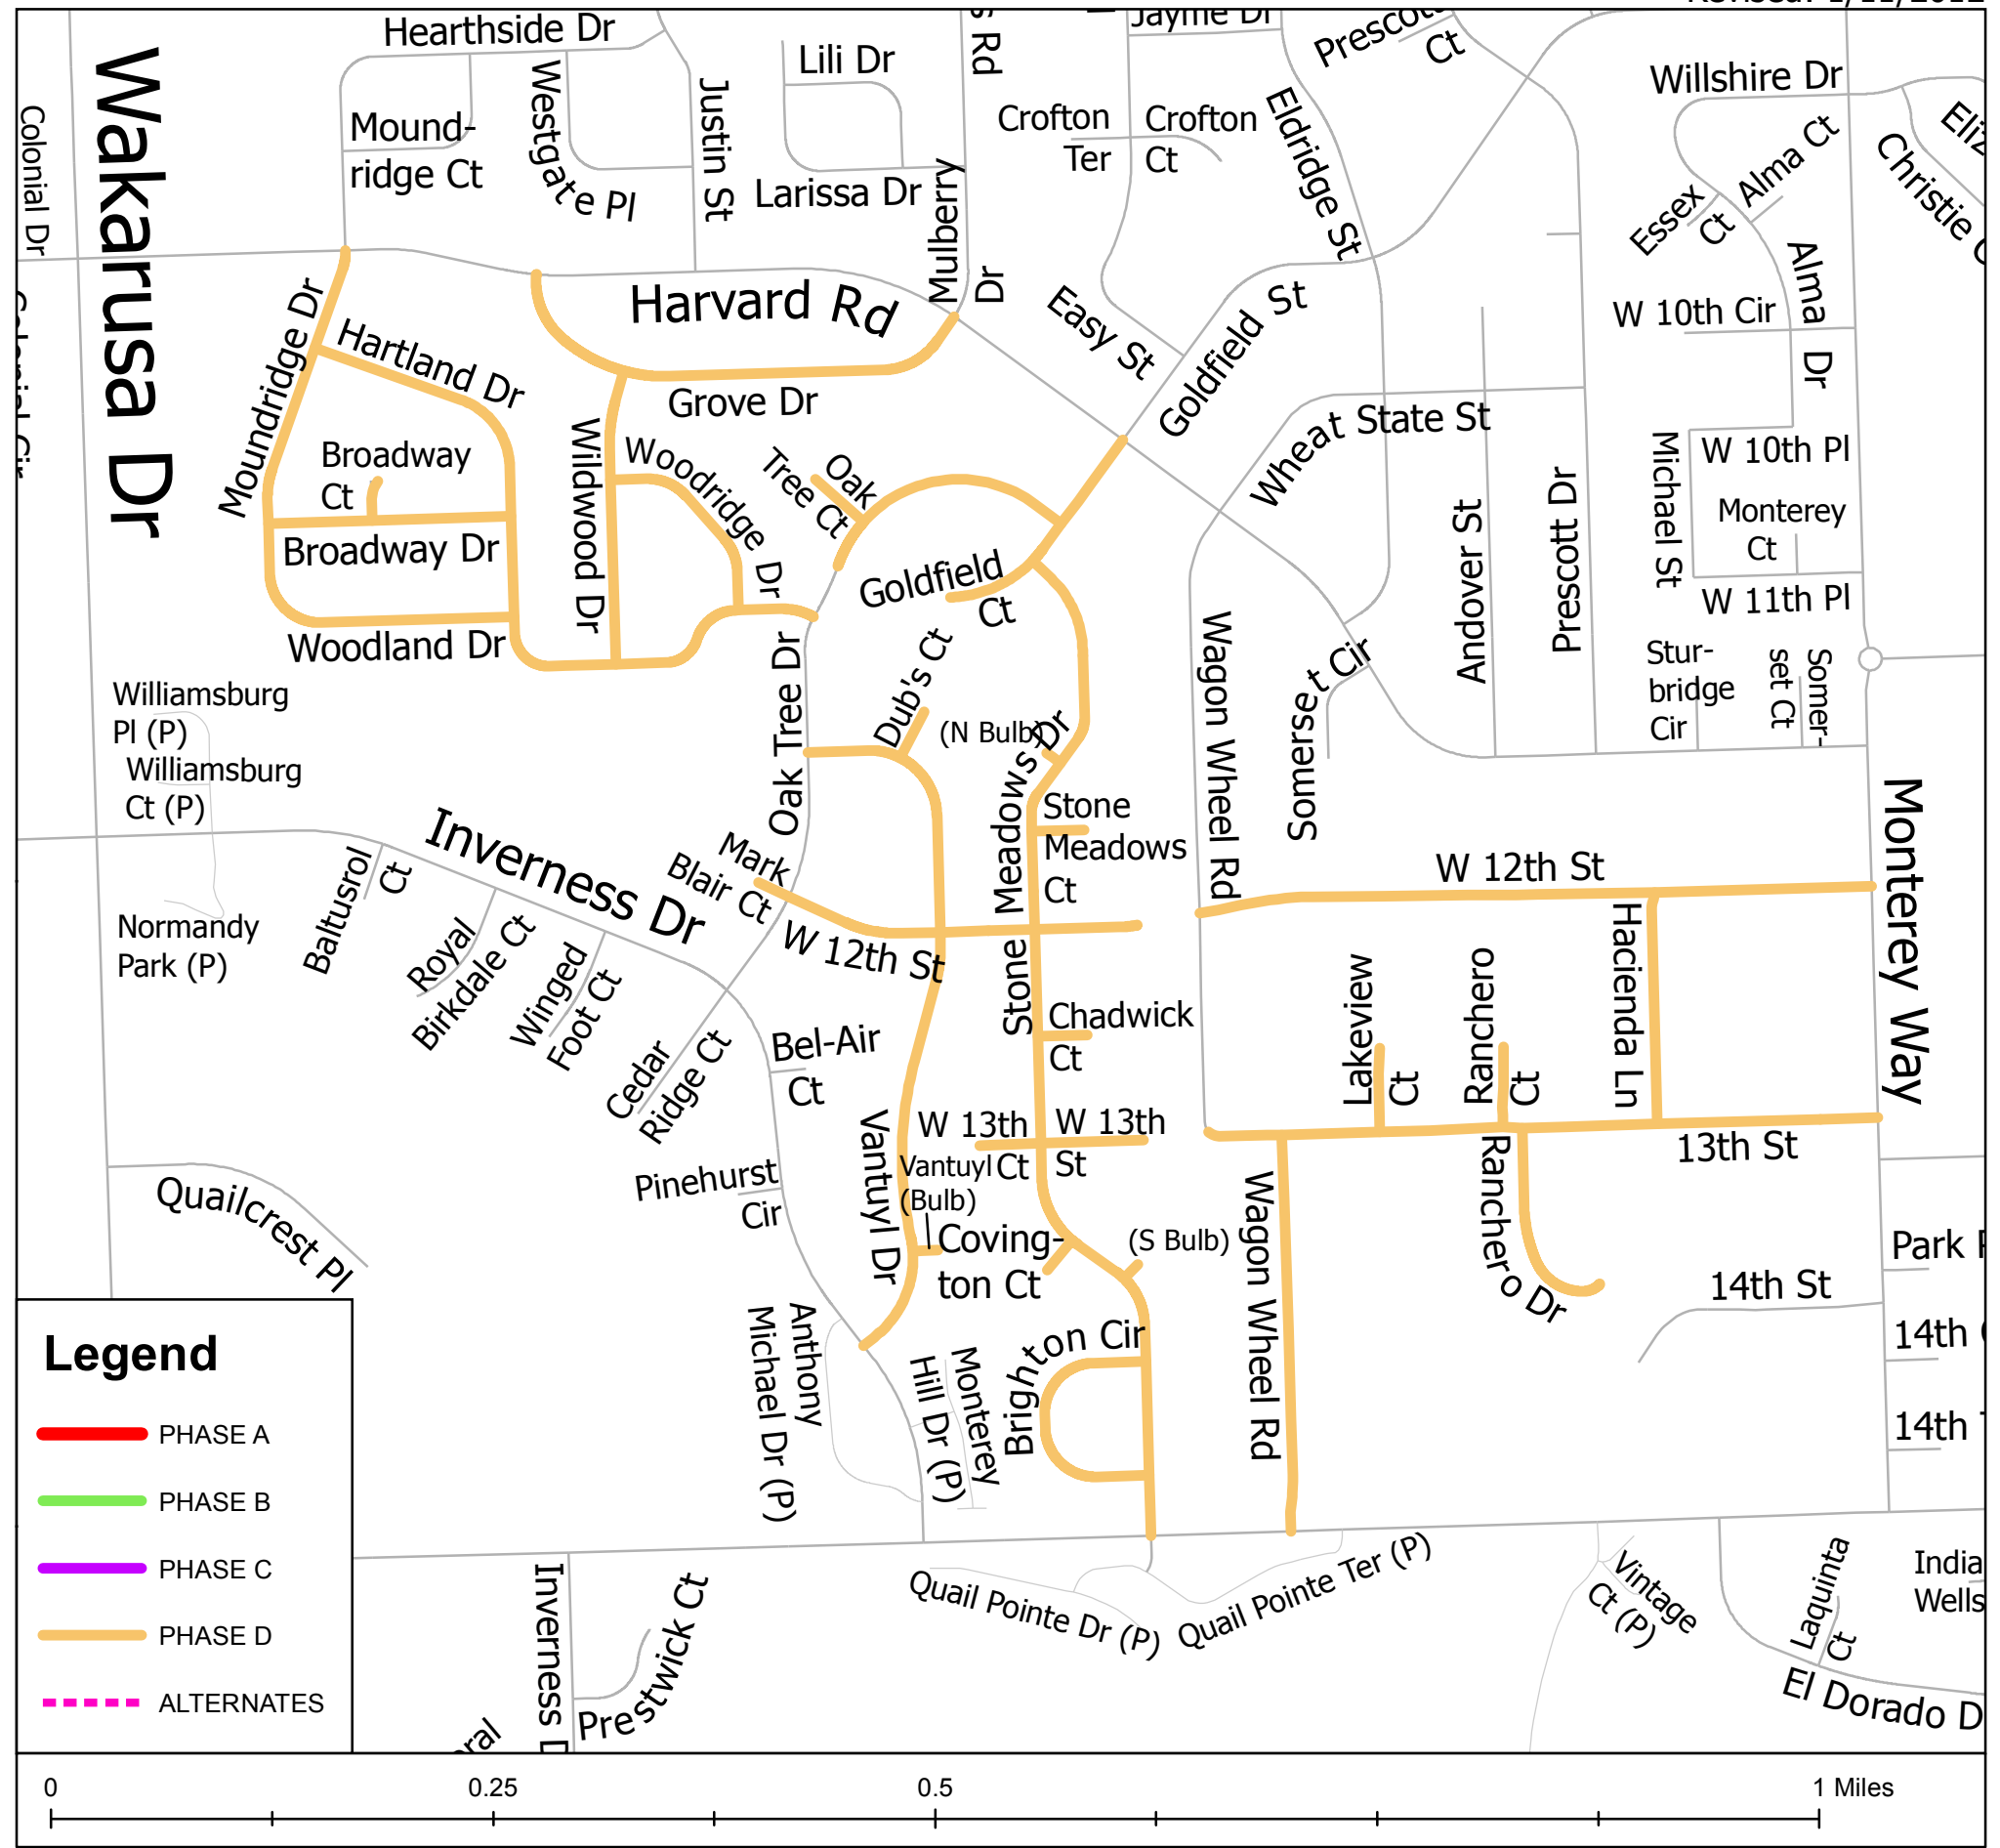 Hearthside Dr
Lili Dr
Rd
Jayme Dr
Ct
Willshire Dr
Colonial Dr
Wakarusa Dr
Mound-
ridge Ct
Westgate Pl
Justin St
Larissa Dr
Mulberry
Dr
Crofton
Ter
Crofton
Ct
Eldridge St
Essex
Ct
Alma Ct
Christie
Alma Dr
W 10th Cir
Moundridge Dr
Harvard Rd
Hartland Dr
Easy St
Goldfield St
Grove Dr
Wheat State St
Michael St
W 10th Pl
Broadway
Ct
Wildwood Dr
Woodridge Dr
Oak
Tree Ct
Andover St
Prescott Dr
Monterey
Ct
Broadway Dr
Goldfield
Ct
W 11th Pl
Woodland Dr
Oak Tree Dr
Dub's Ct
Wagon Wheel Rd
Somerset Cir
Stur-
bridge
Cir
Somer-
set Ct
Williamsburg
Pl (P)
Williamsburg
Ct (P)
(N Bulb)
Stone Meadows Dr
Stone
Meadows
Ct
Monterey Way
Inverness Dr
Mark
Blair Ct
W 12th St
W 12th St
Baltusrol
Ct
Royal
Birkdale Ct
Winged
Foot Ct
Normandy
Park (P)
Stone
Hacienda Ln
Lakeview
Ct
Ranchero
Ct
Cedar
Ridge Ct
Bel-Air
Ct
Chadwick
Ct
W 13th
Ct
W 13th
St
13th St
Vantuyl Dr
Vantuyl
(Bulb)
Pinehurst
Cir
Quailcrest Pl
Coving-
ton Ct
(S Bulb)
Wagon Wheel Rd
Ranchero Dr
14th St
Park
14th
14th
Anthony
Michael Dr (P)
Monterey
Hill Dr (P)
Brighton Cir
Legend
PHASE A
PHASE B
PHASE C
PHASE D
ALTERNATES
Inverness
Prestwick Ct
Quail Pointe Dr (P)
Quail Pointe Ter (P)
Vintage
Ct (P)
Laquinta
Ct
Wells
El Dorado
0
0.25
0.5
1 Miles